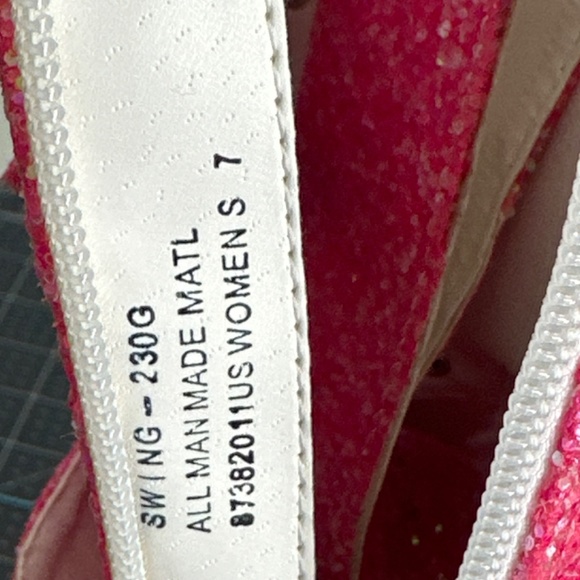 SWING - 230G
ALL MAN MADE MATL
87382011US WOMEN S 7